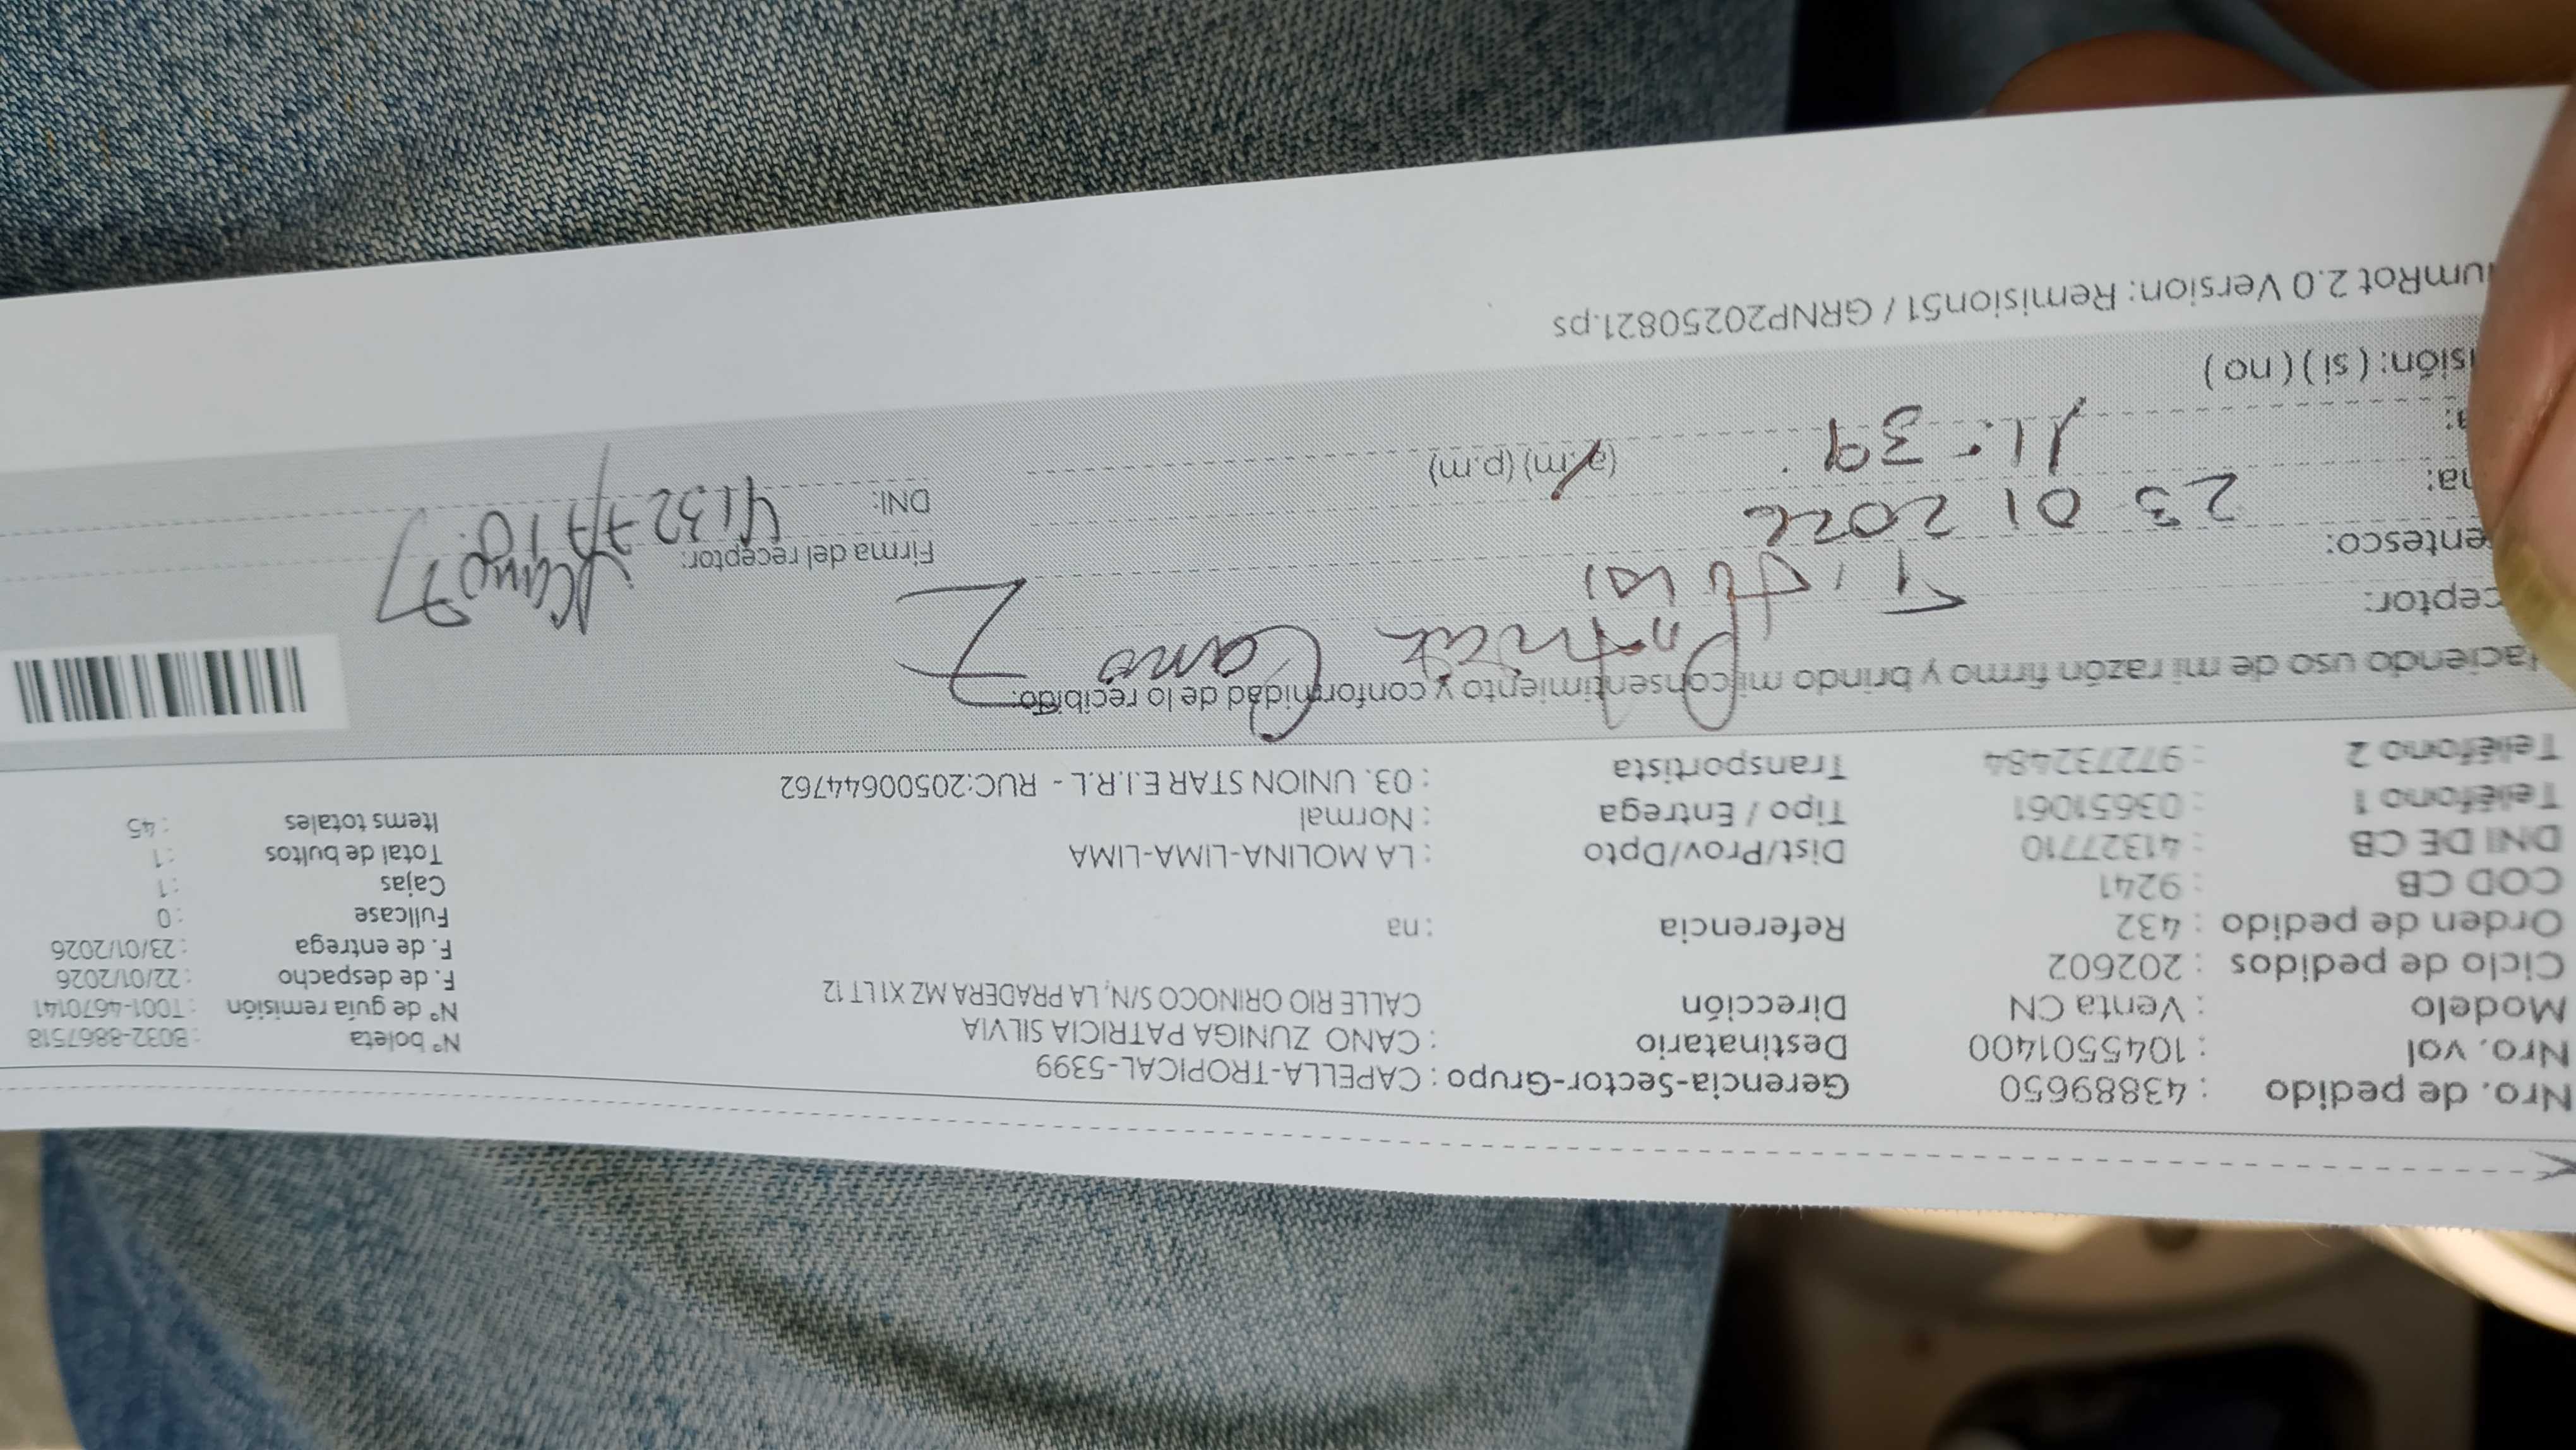 Nro. de pedido : 43889650 Gerencia-Sector-Grupo : CAPELLA-TROPICAL-5399 N° boleta : B032-8867518
Nro. vol : 1045501400 Destinatario : CANO ZUNIGA PATRICIA SILVIA N° de guía remisión : T001-4670141
Modelo : Venta CN Dirección CALLE RIO ORINOCO S/N, LA PRADERA MZ X1 LT 12 F. de despacho : 22/01/2026
Ciclo de pedidos : 202602 F. de entrega : 23/01/2026
Orden de pedido : 432 Referencia : na Fullcase : 0
COD CB : 9241 Cajas : 1
DNI DE CB : 41327710 Dist/Prov/Dpto : LA MOLINA-LIMA-LIMA Total de bultos : 1
Teléfono 1 : 03651061 Tipo / Entrega : Normal Items totales : 45
Teléfono 2 : 972732484 Transportista : 03. UNION STAR E.I.R.L - RUC:20500644762
Haciendo uso de mi razón firmo y brindo mi consentimiento y conformidad de lo recibido:
ceptor: Patricia Cano Z
entesco: Titular Firma del receptor:
a: 23 01 2026 DNI: 41327710
a: 11:39 (a.m) (p.m)
isión: ( si ) ( no )
umRot 2.0 Version: Remision51 / GRNP20250821.ps